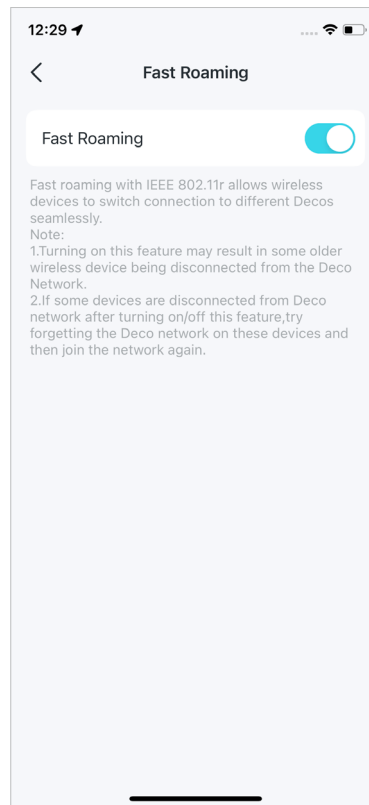 12:29
Fast Roaming
Fast Roaming
Fast roaming with IEEE 802.11r allows wireless
devices to switch connection to different Decos
seamlessly.
Note:
1.Turning on this feature may result in some older
wireless device being disconnected from the Deco
Network.
2.If some devices are disconnected from Deco
network after turning on/off this feature,try
forgetting the Deco network on these devices and
then join the network again.